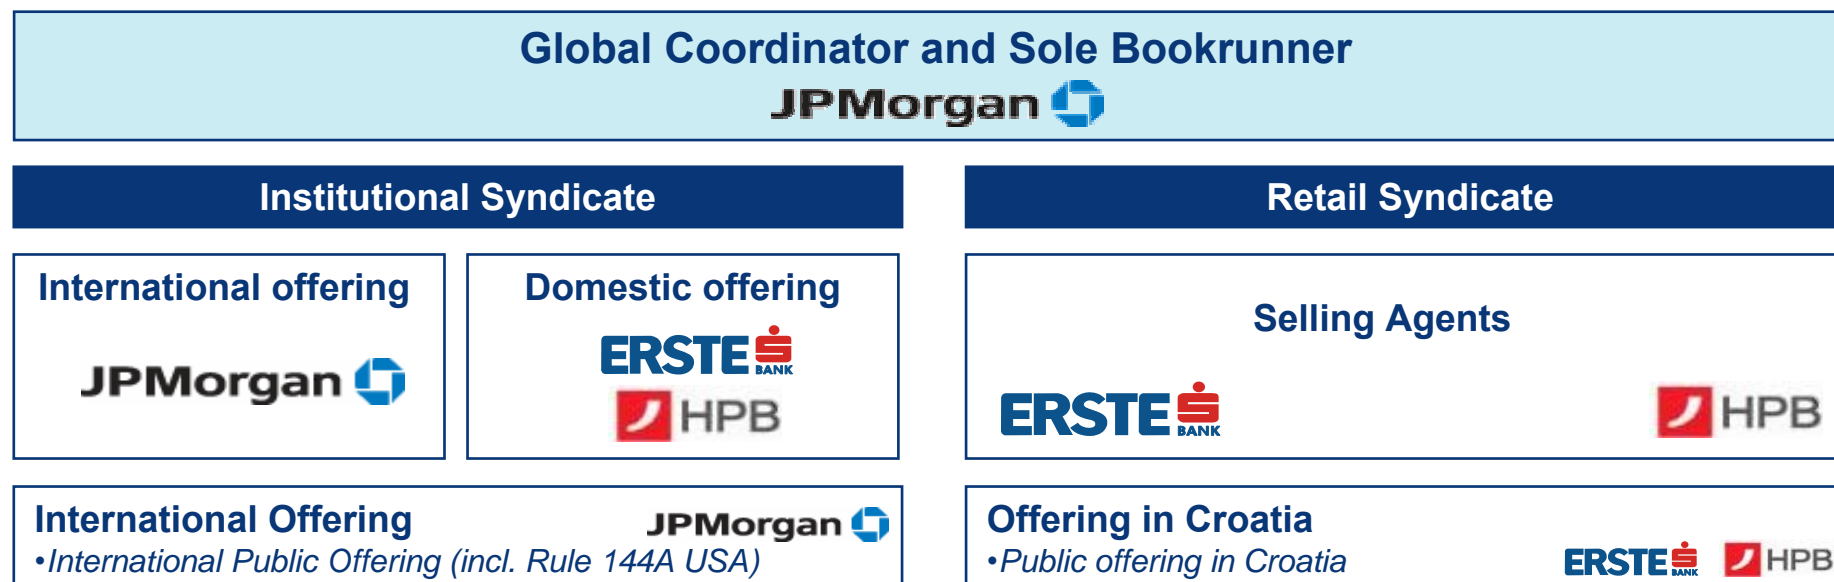 Global Coordinator and Sole Bookrunner
JPMorgan
Institutional Syndicate
Retail Syndicate
International offering
JPMorgan
Domestic offering
ERSTE BANK
HPB
Selling Agents
ERSTE BANK
HPB
International Offering
JPMorgan
•International Public Offering (incl. Rule 144A USA)
Offering in Croatia
•Public offering in Croatia
ERSTE BANK
HPB